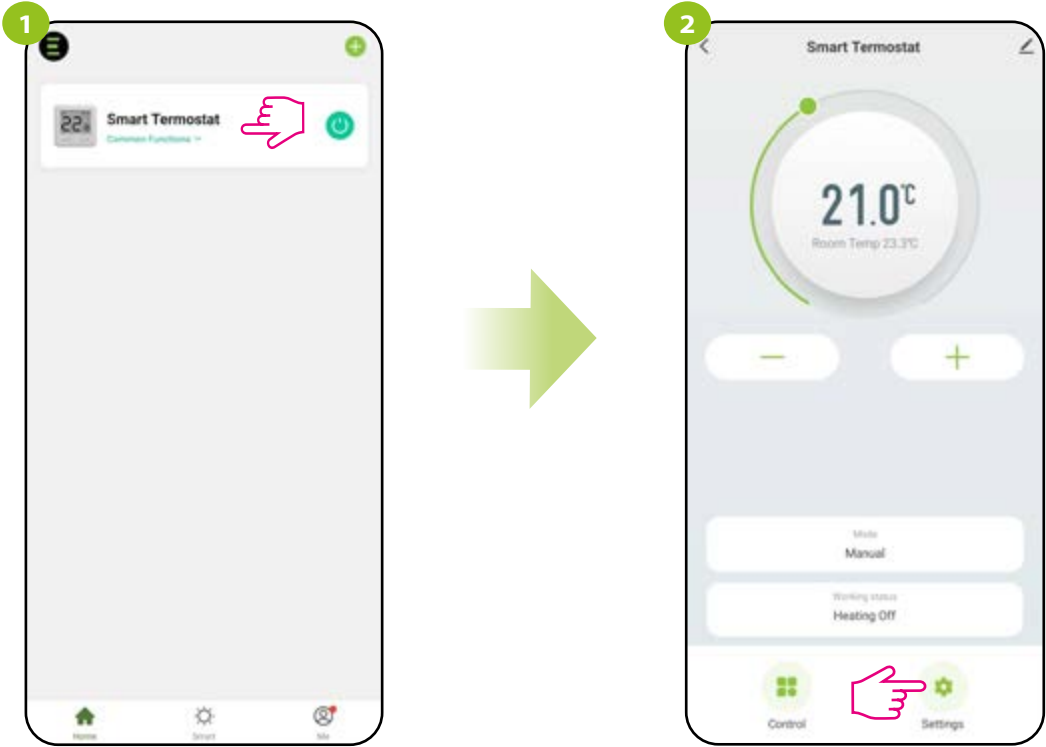 1
Smart Termostat
Common Functions
22
Home
Smart
Me
2
Smart Termostat
21.0℃
Room Temp 23.3℃
Mode
Manual
Working status
Heating Off
Control
Settings